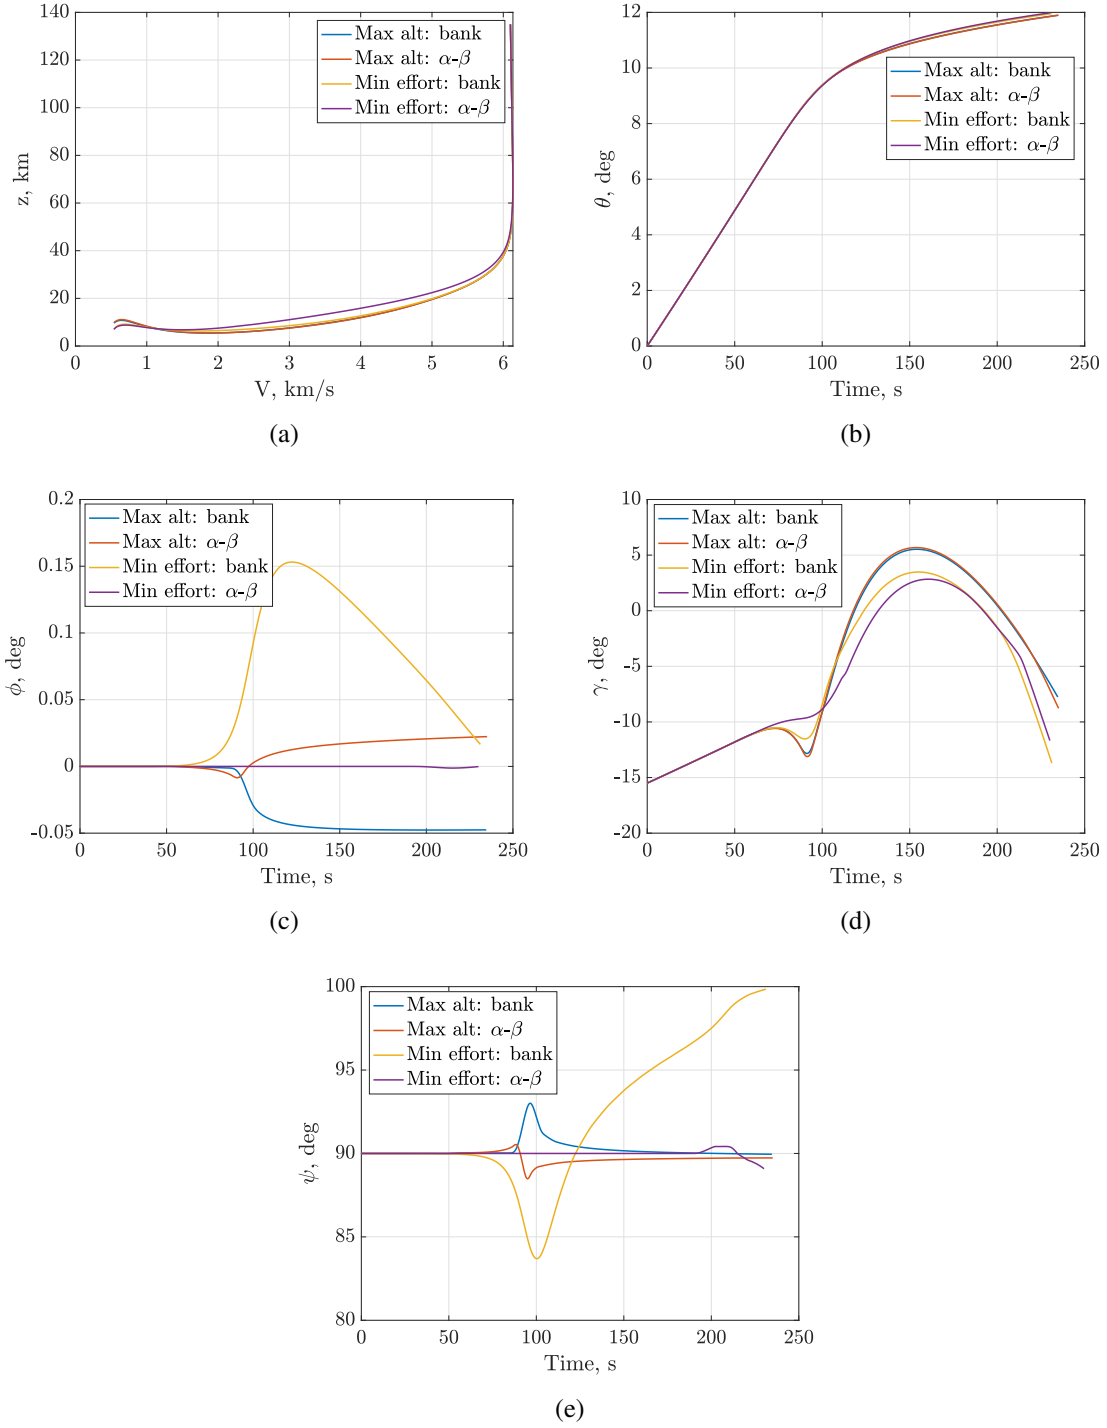 140
120
100
80
60
40
20
0
z, km
0 1 2 3 4 5 6
V, km/s
Max alt: bank
Max alt: α-β
Min effort: bank
Min effort: α-β
(a)
12
10
8
6
4
2
0
θ, deg
0 50 100 150 200 250
Time, s
Max alt: bank
Max alt: α-β
Min effort: bank
Min effort: α-β
(b)
0.2
0.15
0.1
0.05
0
-0.05
ϕ, deg
0 50 100 150 200 250
Time, s
Max alt: bank
Max alt: α-β
Min effort: bank
Min effort: α-β
(c)
10
5
0
-5
-10
-15
-20
γ, deg
0 50 100 150 200 250
Time, s
Max alt: bank
Max alt: α-β
Min effort: bank
Min effort: α-β
(d)
100
95
90
85
80
ψ, deg
0 50 100 150 200 250
Time, s
Max alt: bank
Max alt: α-β
Min effort: bank
Min effort: α-β
(e)